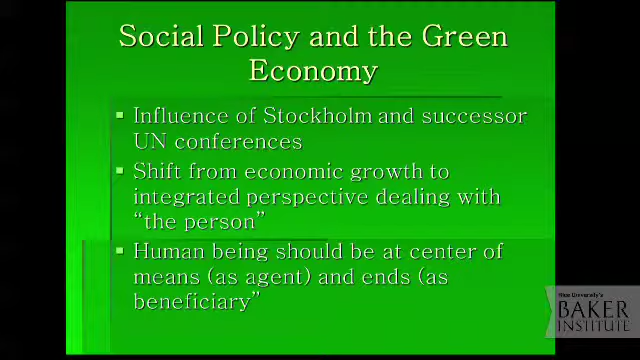 Social Policy and the Green
Economy
Influence of Stockholm and successor
UN conferences
Shift from economic growth to
integrated perspective dealing with
“the person”
Human being should be at center of
means (as agent) and ends (as
beneficiary”
Rice University's
BAKER
INSTITUTE